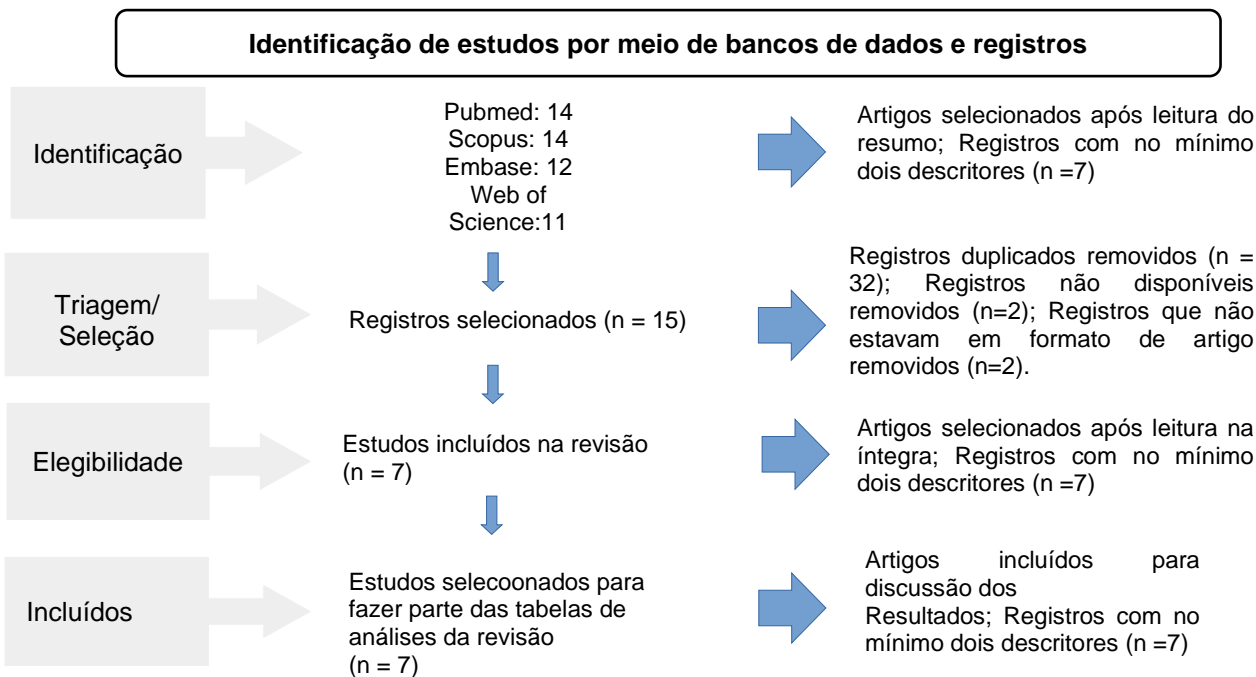 Identificação de estudos por meio de bancos de dados e registros
Identificação
Pubmed: 14
Scopus: 14
Embase: 12
Web of
Science:11
Artigos selecionados após leitura do
resumo; Registros com no mínimo
dois descritores (n =7)
Triagem/
Seleção
Registros selecionados (n = 15)
Registros duplicados removidos (n =
32); Registros não disponíveis
removidos (n=2); Registros que não
estavam em formato de artigo
removidos (n=2).
Elegibilidade
Estudos incluídos na revisão
(n = 7)
Artigos selecionados após leitura na
íntegra; Registros com no mínimo
dois descritores (n =7)
Incluídos
Estudos selecoonados para
fazer parte das tabelas de
análises da revisão
(n = 7)
Artigos incluídos para
discussão dos
Resultados; Registros com no
mínimo dois descritores (n =7)